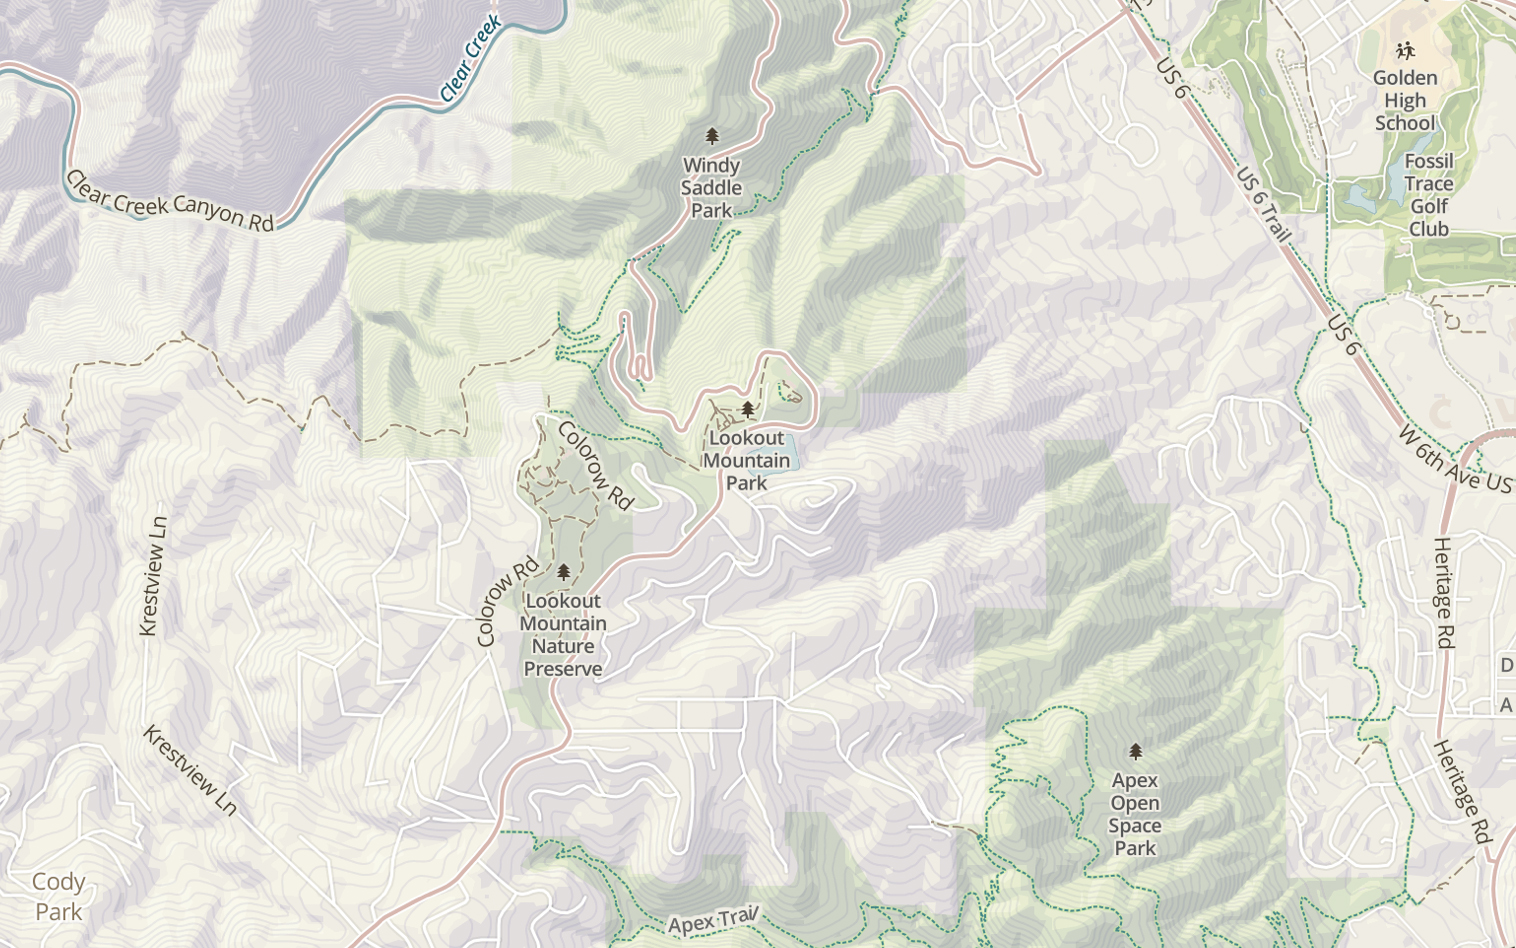 Clear Creek
US 6
Golden
High
School
Windy
Saddle
Park
Fossil
Trace
Golf
Club
Clear Creek Canyon Rd
US 6 Trail
US 6
Colorow Rd
Lookout
Mountain
Park
W 6th Ave US
Krestview Ln
Colorow Rd
Heritage Rd
Lookout
Mountain
Nature
Preserve
D
A
Krestview Ln
Apex
Open
Space
Park
Heritage Rd
Cody
Park
Apex Trail